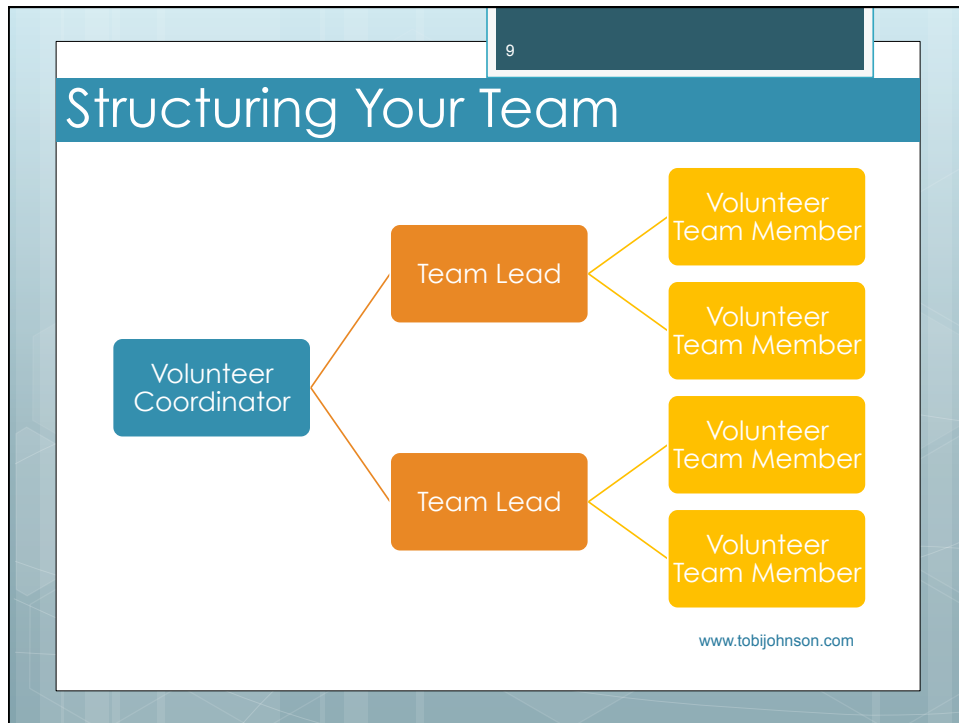 9
Structuring Your Team
Volunteer
Coordinator
Team Lead
Volunteer
Team Member
Volunteer
Team Member
Team Lead
Volunteer
Team Member
Volunteer
Team Member
www.tobijohnson.com